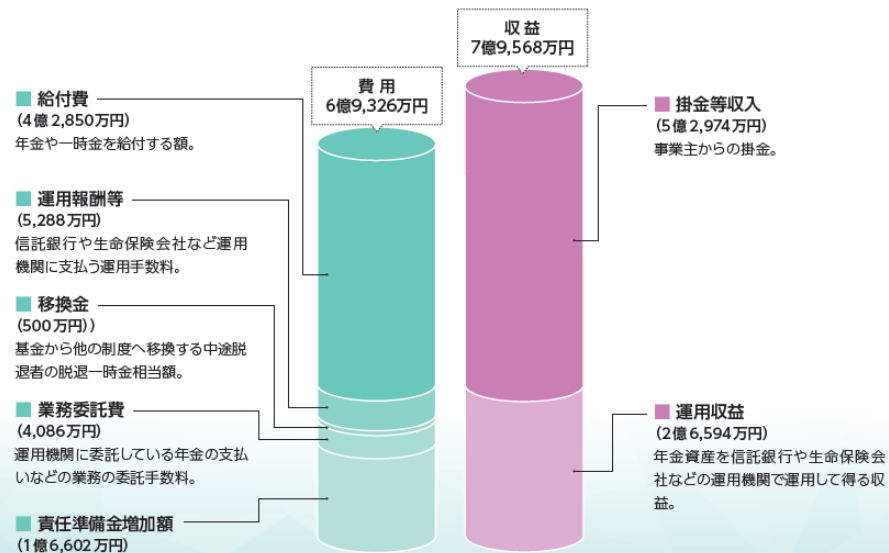 収益
7億9,568万円
費用
6億9,326万円
■ 給付費
(4億2,850万円)
年金や一時金を給付する額。
■ 運用報酬等
(5,288万円)
信託銀行や生命保険会社など運用
機関に支払う運用手数料。
■ 移換金
(500万円))
基金から他の制度へ移換する中途脱
退者の脱退一時金相当額。
■ 業務委託費
(4,086万円)
運用機関に委託している年金の支払
いなどの業務の委託手数料。
■ 責任準備金増加額
(1億6,602万円)
■ 掛金等収入
(5億2,974万円)
事業主からの掛金。
■ 運用収益
(2億6,594万円)
年金資産を信託銀行や生命保険会
社などの運用機関で運用して得る収
益。